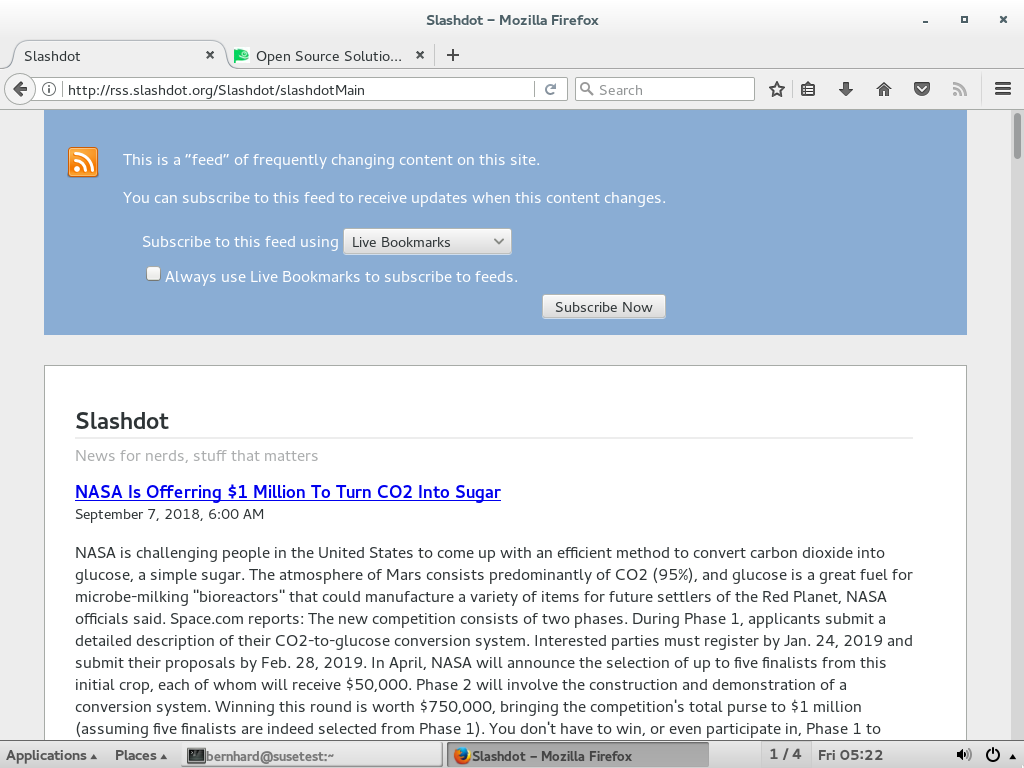 Slashdot – Mozilla Firefox
Slashdot
Open Source Solutio...
http://rss.slashdot.org/Slashdot/slashdotMain
Search
This is a "feed" of frequently changing content on this site.
You can subscribe to this feed to receive updates when this content changes.
Subscribe to this feed using Live Bookmarks
Always use Live Bookmarks to subscribe to feeds.
Subscribe Now
Slashdot
News for nerds, stuff that matters
NASA Is Offerring $1 Million To Turn CO2 Into Sugar
September 7, 2018, 6:00 AM
NASA is challenging people in the United States to come up with an efficient method to convert carbon dioxide into
glucose, a simple sugar. The atmosphere of Mars consists predominantly of CO2 (95%), and glucose is a great fuel for
microbe-milking "bioreactors" that could manufacture a variety of items for future settlers of the Red Planet, NASA
officials said. Space.com reports: The new competition consists of two phases. During Phase 1, applicants submit a
detailed description of their CO2-to-glucose conversion system. Interested parties must register by Jan. 24, 2019 and
submit their proposals by Feb. 28, 2019. In April, NASA will announce the selection of up to five finalists from this
initial crop, each of whom will receive $50,000. Phase 2 will involve the construction and demonstration of a
conversion system. Winning this round is worth $750,000, bringing the competition's total purse to $1 million
(assuming five finalists are indeed selected from Phase 1). You don't have to win, or even participate in, Phase 1 to
Applications Places bernhard@susetest:~ Slashdot – Mozilla Firefox 1 / 4 Fri 05:22